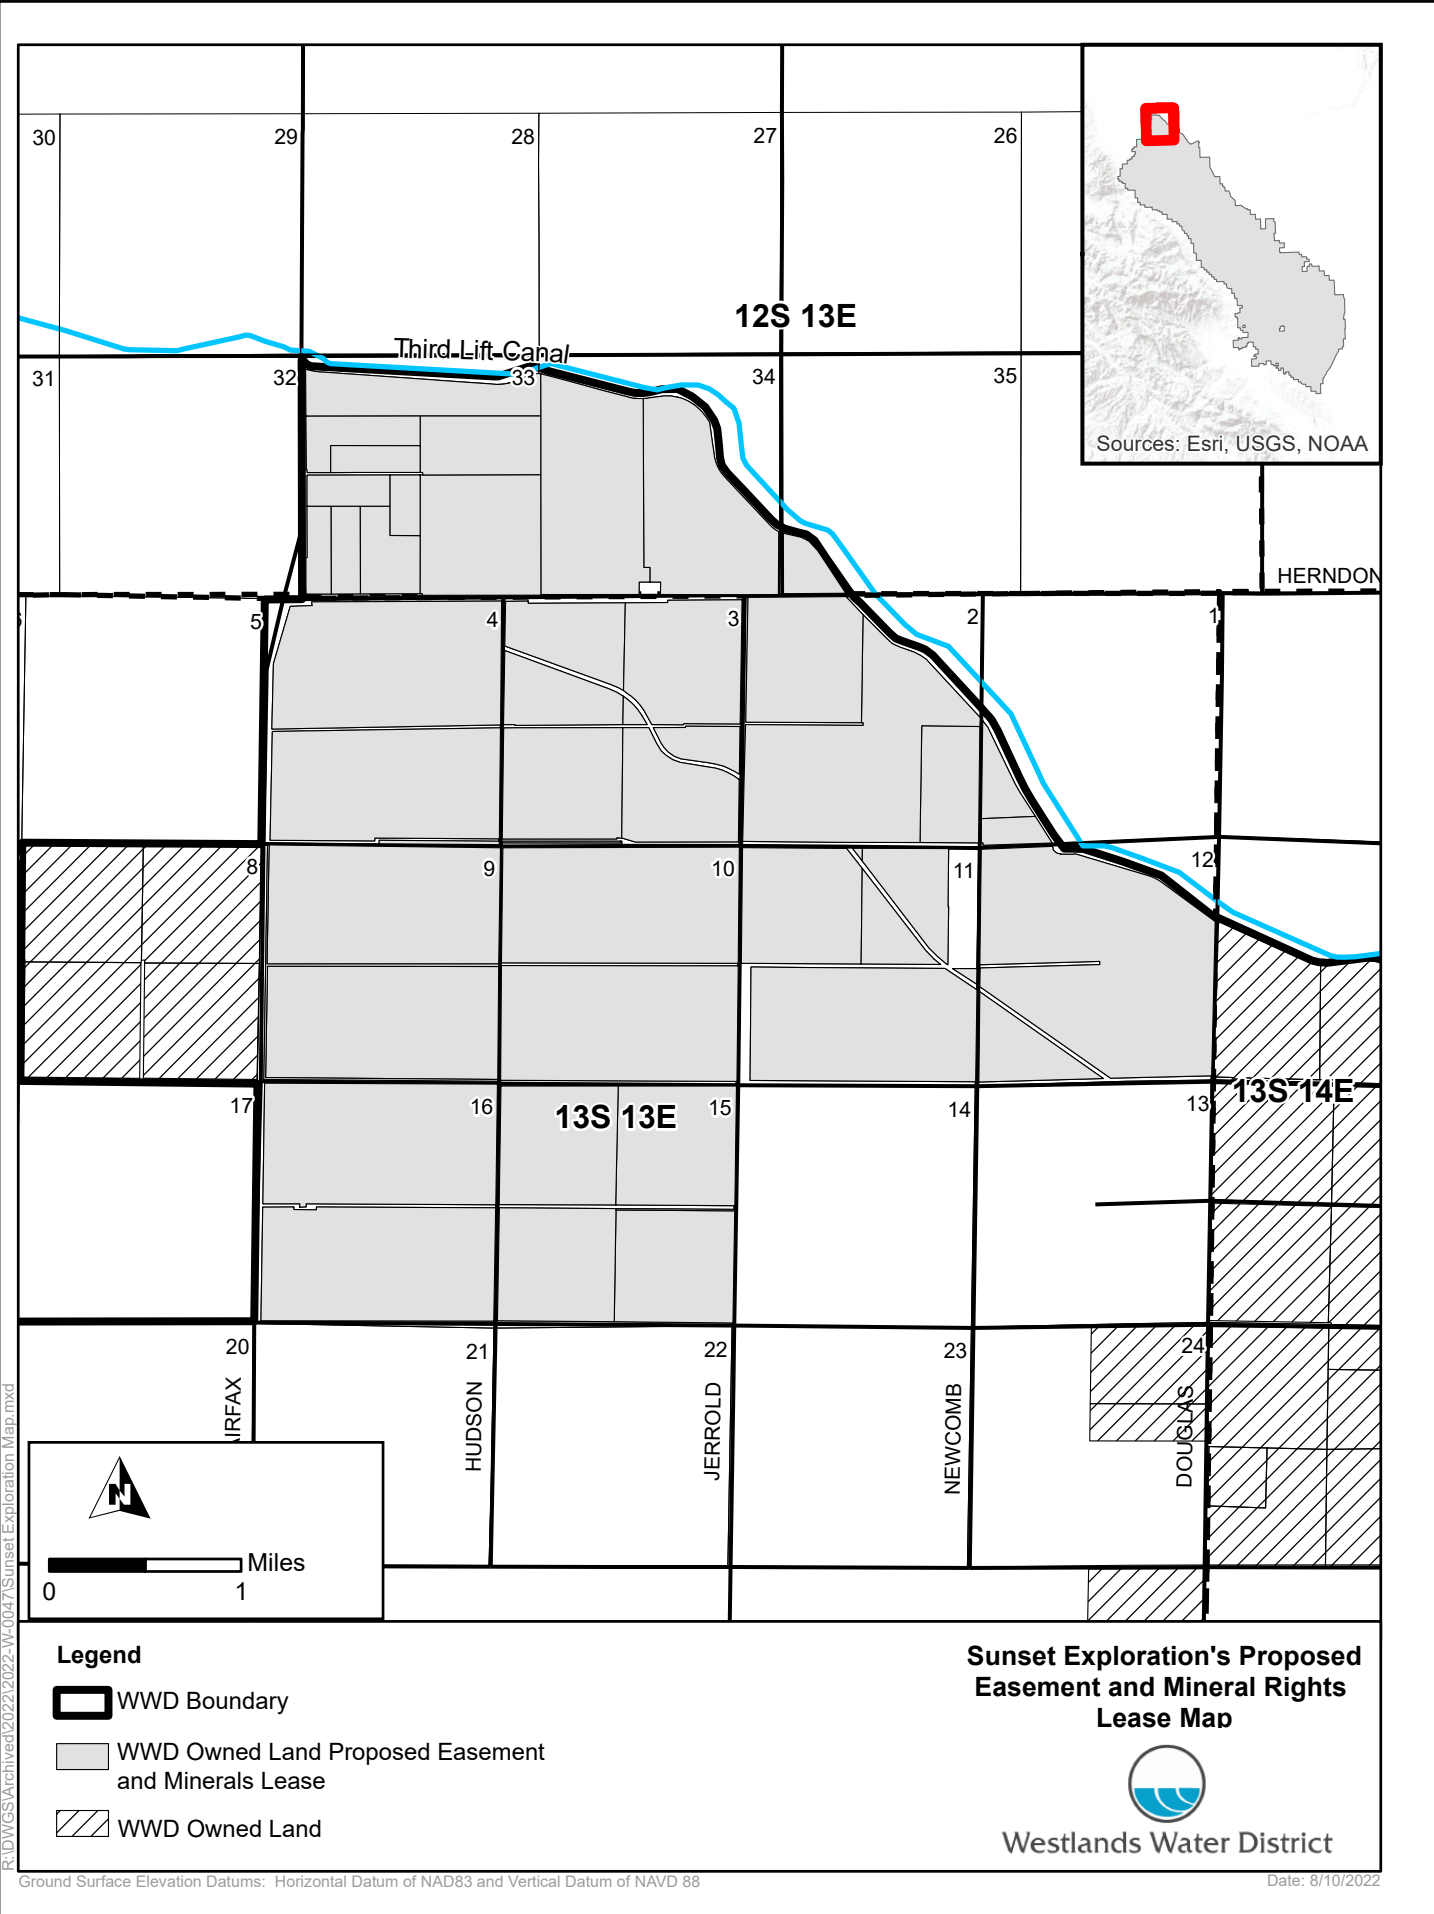 30
29
28
27
26
12S 13E
Third Lift Canal
31
32
33
34
35
Sources: Esri, USGS, NOAA
HERNDON
5
4
3
2
1
8
9
10
11
12
17
16
13S 13E
15
14
13
13S 14E
20
21
22
23
24
HUDSON
JERROLD
NEWCOMB
DOUGLAS
N
Miles
0 1
Legend
WWD Boundary
WWD Owned Land Proposed Easement
and Minerals Lease
WWD Owned Land
Sunset Exploration's Proposed
Easement and Mineral Rights
Lease Map
Westlands Water District
R:\DWGS\Archived\2022\2022-W-0047\Sunset Exploration Map.mxd
Ground Surface Elevation Datums: Horizontal Datum of NAD83 and Vertical Datum of NAVD 88
Date: 8/10/2022